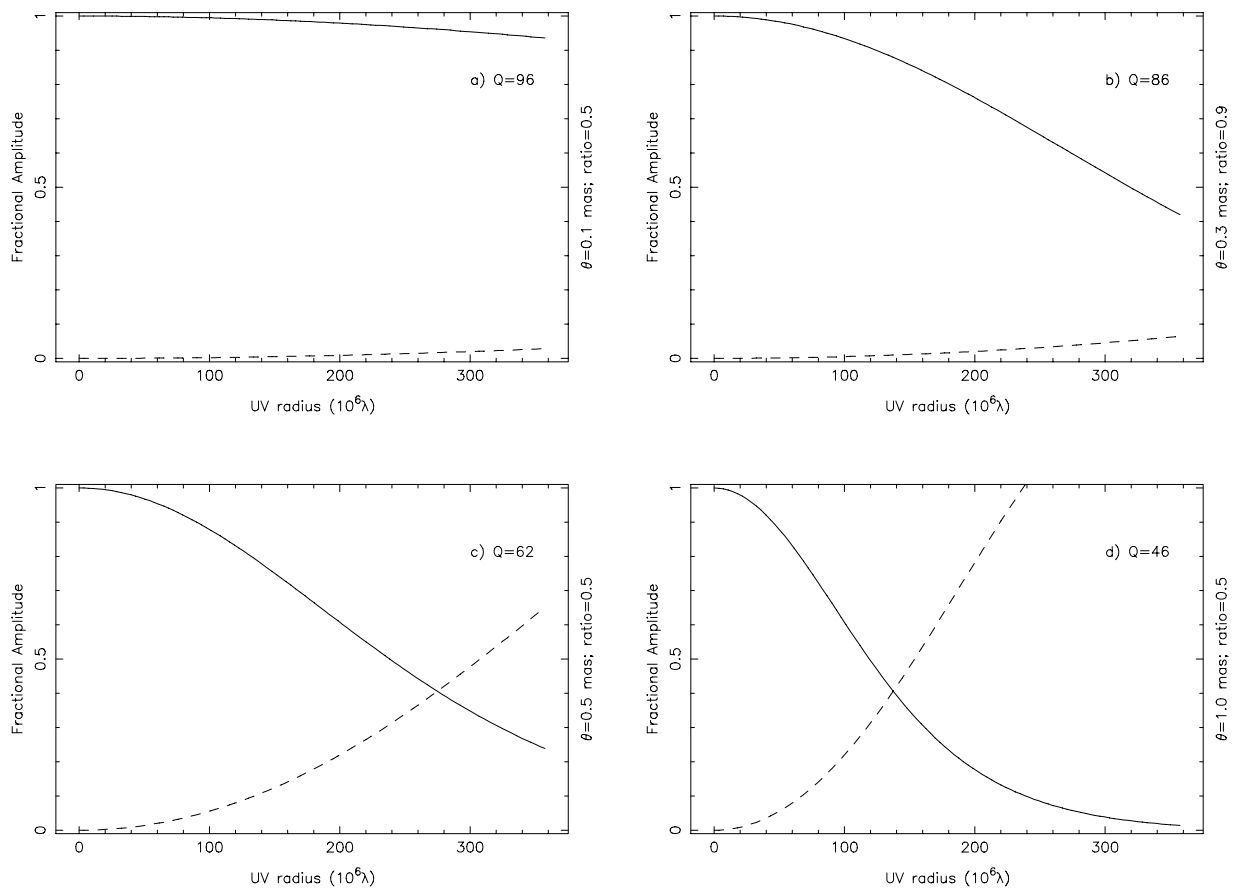 1
0.5
0
Fractional Amplitude
a) Q=96
θ=0.1 mas; ratio=0.5
0 100 200 300
UV radius (10⁶λ)
1
0.5
0
Fractional Amplitude
b) Q=86
θ=0.3 mas; ratio=0.9
0 100 200 300
UV radius (10⁶λ)
1
0.5
0
Fractional Amplitude
c) Q=62
θ=0.5 mas; ratio=0.5
0 100 200 300
UV radius (10⁶λ)
1
0.5
0
Fractional Amplitude
d) Q=46
θ=1.0 mas; ratio=0.5
0 100 200 300
UV radius (10⁶λ)